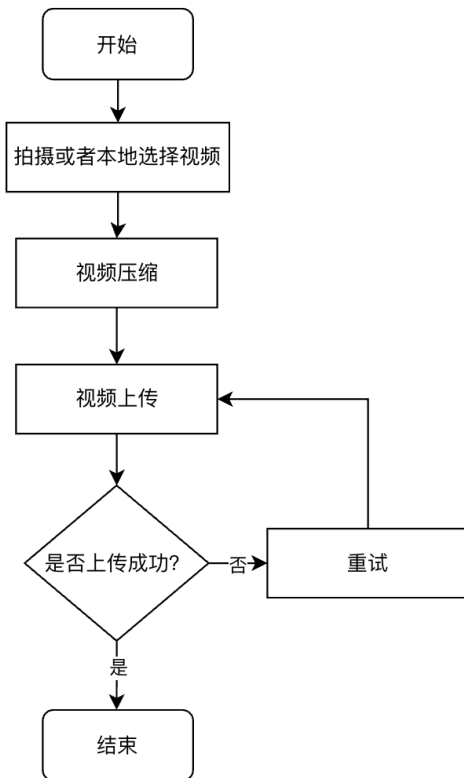 开始
拍摄或者本地选择视频
视频压缩
视频上传
是否上传成功?
否
重试
是
结束